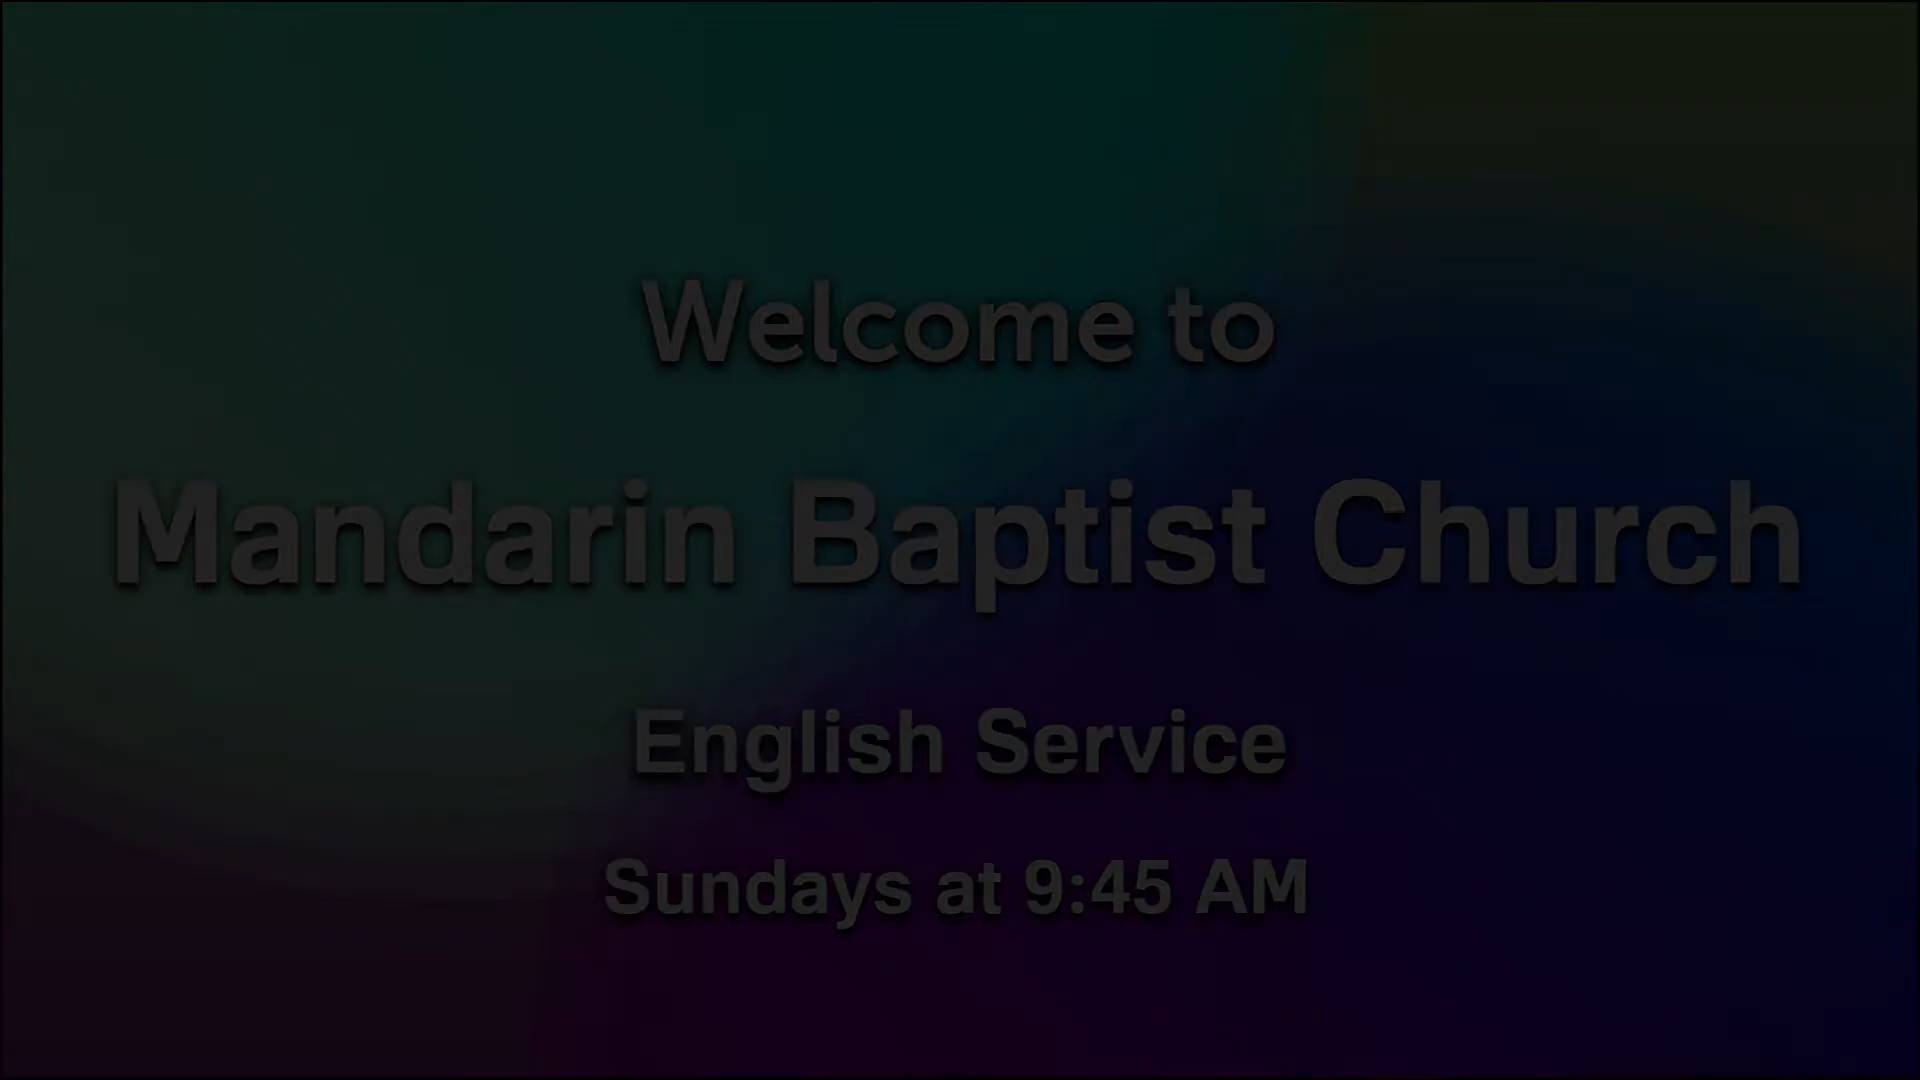 Welcome to
Mandarin Baptist Church
English Service
Sundays at 9:45 AM